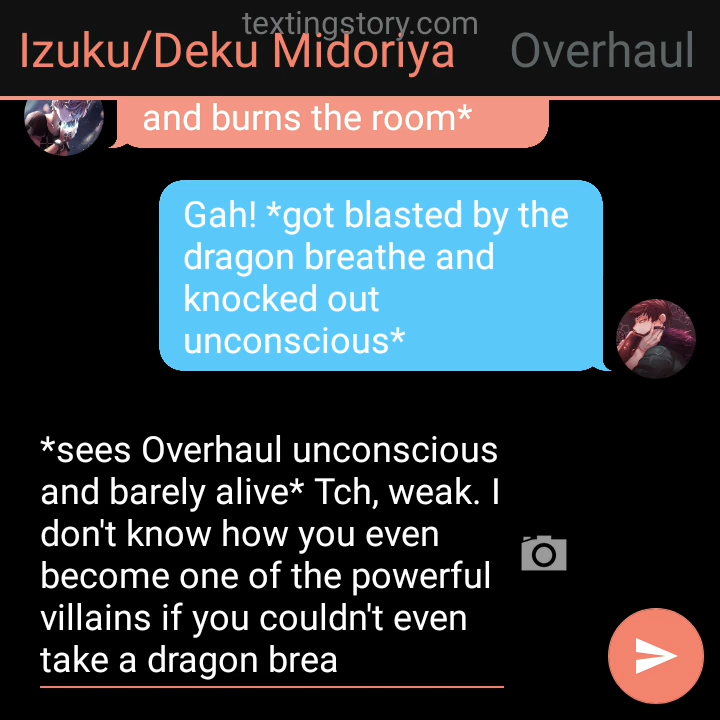 textingstory.com
Izuku/Deku Midoriya Overhaul
and burns the room*
Gah! *got blasted by the
dragon breathe and
knocked out
unconscious*
*sees Overhaul unconscious
and barely alive* Tch, weak. I
don't know how you even
become one of the powerful
villains if you couldn't even
take a dragon brea